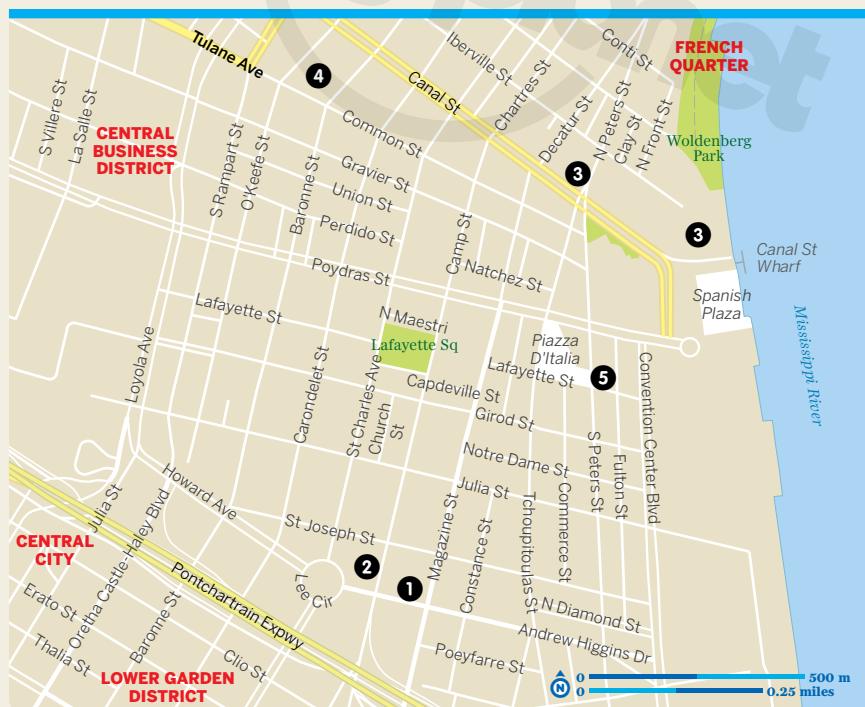 Tulane Ave
S Villere St
La Salle St
CENTRAL
BUSINESS
DISTRICT
4
Iberville St
Conti St
FRENCH
QUARTER
Canal St
Chartres St
Decatur St
N Peters St
Clay St
N Front St
Woldenberg
Park
S Rampart St
O'Keefe St
Baronne St
Common St
Gravier St
Union St
Perdido St
3
Camp St
3
Canal St
Wharf
Poydras St
Natchez St
Spanish
Plaza
Lafayette St
N Maestri
Lafayette Sq
Piazza
D'Italia
Lafayette St
5
Mississippi River
Loyola Ave
Carondelet St
St Charles Ave
Church
St
Capdeville St
Girod St
Notre Dame St
Julia St
S Peters St
Fulton St
Convention Center Blvd
Howard Ave
Julia St
Oretha Castle-Haley Blvd
St Joseph St
Magazine St
Constance St
Tchoupitoulas St
Commerce St
CENTRAL
CITY
Pontchartrain Expwy
Lee Cir
2
1
N Diamond St
Andrew Higgins Dr
Erato St
Thalia St
Baronne St
Clio St
Poeyfarre St
LOWER GARDEN
DISTRICT
N
0 500 m
0 0.25 miles